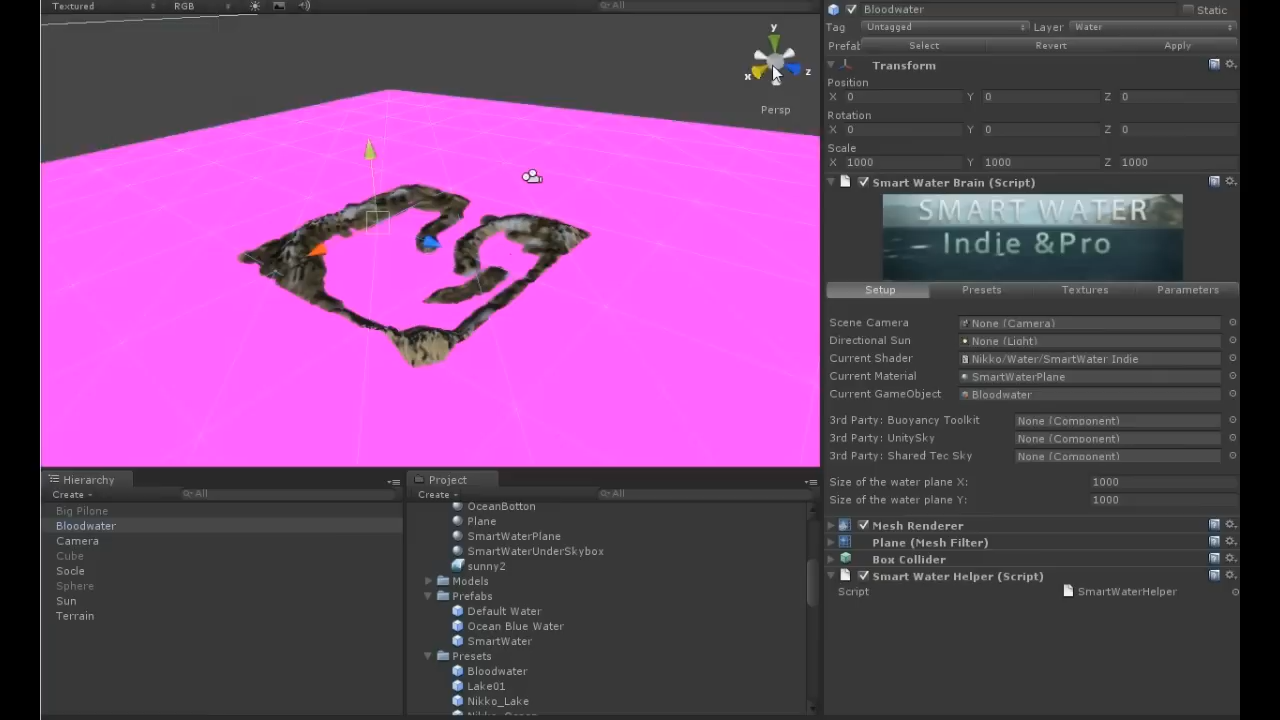 Textured RGB All
y
x z
Persp
Bloodwater Static
Tag Untagged Layer Water
Prefab Select Revert Apply
Transform
Position
X 0 Y 0 Z 0
Rotation
X 0 Y 0 Z 0
Scale
X 1000 Y 1000 Z 1000
Smart Water Brain (Script)
SMART WATER
Indie &Pro
Setup Presets Textures Parameters
Scene Camera None (Camera)
Directional Sun None (Light)
Current Shader Nikko/Water/SmartWater Indie
Current Material SmartWaterPlane
Current GameObject Bloodwater
3rd Party: Buoyancy Toolkit None (Component)
3rd Party: UnitySky None (Component)
3rd Party: Shared Tec Sky None (Component)
Size of the water plane X: 1000
Size of the water plane Y: 1000
Mesh Renderer
Plane (Mesh Filter)
Box Collider
Smart Water Helper (Script)
Script SmartWaterHelper
Hierarchy
Create All
Big Pilone
Bloodwater
Camera
Cube
Socle
Sphere
Sun
Terrain
Project
Create All
OceanBotton
Plane
SmartWaterPlane
SmartWaterUnderSkybox
sunny2
Models
Prefabs
Default Water
Ocean Blue Water
SmartWater
Presets
Bloodwater
Lake01
Nikko_Lake